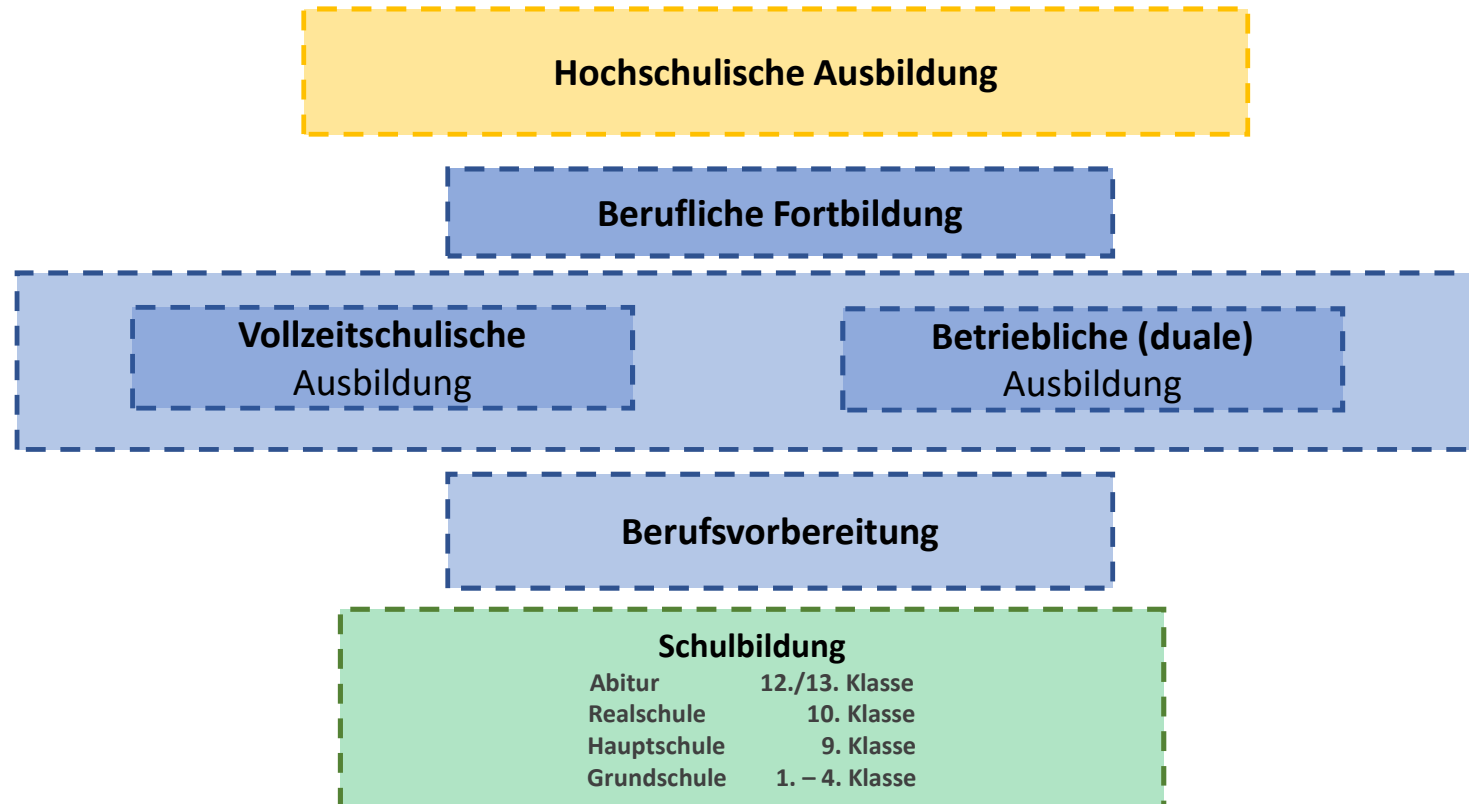 Hochschulische Ausbildung
Berufliche Fortbildung
Vollzeitschulische
Ausbildung
Betriebliche (duale)
Ausbildung
Berufsvorbereitung
Schulbildung
Abitur 12./13. Klasse
Realschule 10. Klasse
Hauptschule 9. Klasse
Grundschule 1. – 4. Klasse